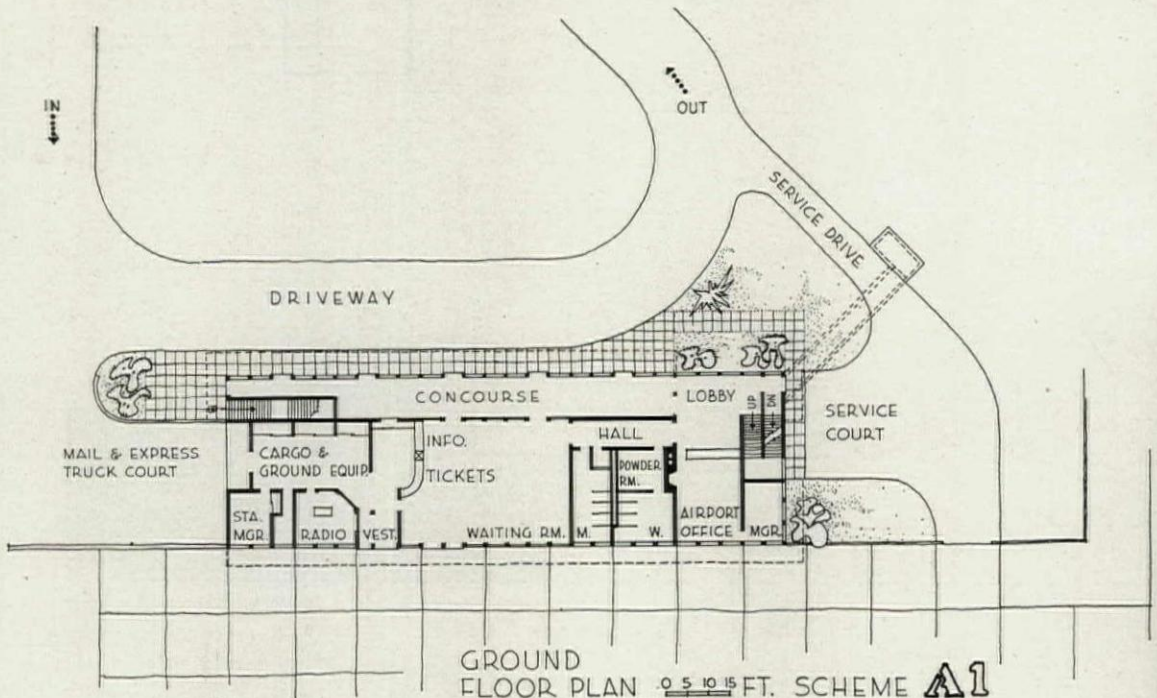 IN
OUT
SERVICE DRIVE
DRIVEWAY
CONCOURSE
LOBBY
UP
DN
SERVICE
COURT
HALL
INFO.
TICKETS
MAIL & EXPRESS
TRUCK COURT
CARGO &
GROUND EQUIP.
POWDER
RM.
STA.
MGR.
RADIO
VEST.
WAITING RM.
M.
W.
AIRPORT
OFFICE
MGR.
GROUND
FLOOR PLAN 0 5 10 15 FT. SCHEME A1